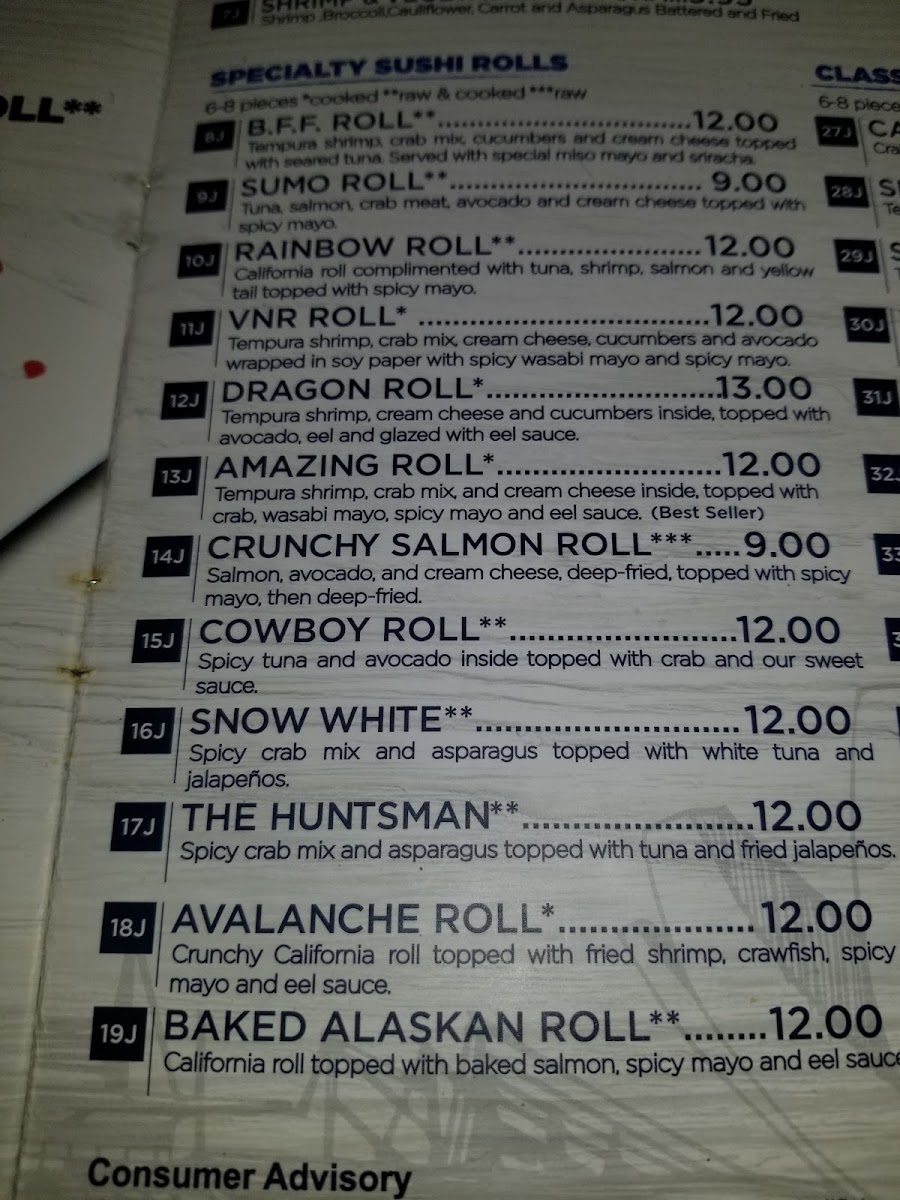 7J
Shrimp, Broccoli, Cauliflower, Carrot and Asparagus Battered and Fried
OLL**
SPECIALTY SUSHI ROLLS
6-8 pieces *cooked **raw & cooked ***raw
8J B.F.F. ROLL**..............................12.00
Tempura shrimp, crab mix, cucumbers and cream cheese topped
with seared tuna. Served with special miso mayo and sriracha.
9J SUMO ROLL**.............................. 9.00
Tuna, salmon, crab meat, avocado and cream cheese topped with
spicy mayo.
10J RAINBOW ROLL**......................12.00
California roll complimented with tuna, shrimp, salmon and yellow
tail topped with spicy mayo.
11J VNR ROLL* ..................................12.00
Tempura shrimp, crab mix, cream cheese, cucumbers and avocado
wrapped in soy paper with spicy wasabi mayo and spicy mayo.
12J DRAGON ROLL*..........................13.00
Tempura shrimp, cream cheese and cucumbers inside, topped with
avocado, eel and glazed with eel sauce.
13J AMAZING ROLL*........................12.00
Tempura shrimp, crab mix, and cream cheese inside, topped with
crab, wasabi mayo, spicy mayo and eel sauce. (Best Seller)
14J CRUNCHY SALMON ROLL***.....9.00
Salmon, avocado, and cream cheese, deep-fried, topped with spicy
mayo, then deep-fried.
15J COWBOY ROLL**........................12.00
Spicy tuna and avocado inside topped with crab and our sweet
sauce.
16J SNOW WHITE**..........................12.00
Spicy crab mix and asparagus topped with white tuna and
jalapeños.
17J THE HUNTSMAN**......................12.00
Spicy crab mix and asparagus topped with tuna and fried jalapeños.
18J AVALANCHE ROLL* ...................12.00
Crunchy California roll topped with fried shrimp, crawfish, spicy
mayo and eel sauce.
19J BAKED ALASKAN ROLL**........12.00
California roll topped with baked salmon, spicy mayo and eel sauce
Consumer Advisory
CLASS
6-8 piece
27J CA
Cra
28J S
Te
29J S
30J
31J
32J
33
3